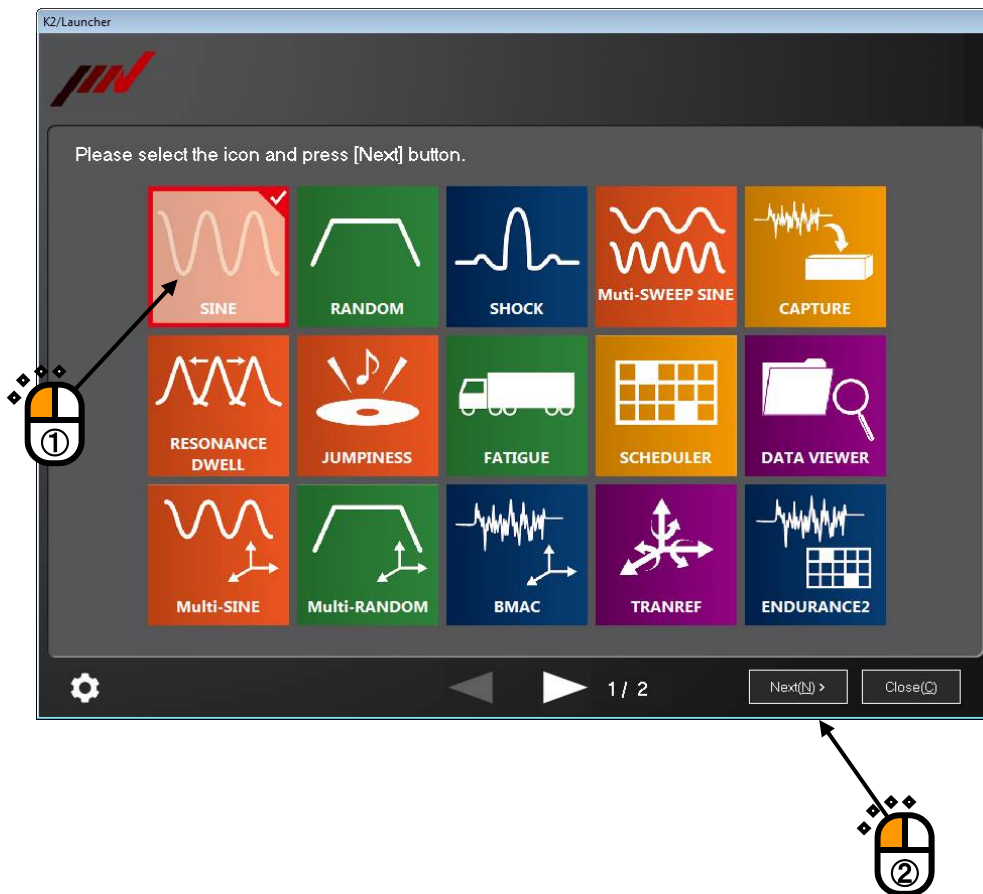 K2/Launcher
Please select the icon and press [Next] button.
SINE
RANDOM
SHOCK
Muti-SWEEP SINE
CAPTURE
RESONANCE
DWELL
JUMPINESS
FATIGUE
SCHEDULER
DATA VIEWER
Multi-SINE
Multi-RANDOM
BMAC
TRANREF
ENDURANCE2
1 / 2
Next(N) >
Close(C)
①
②